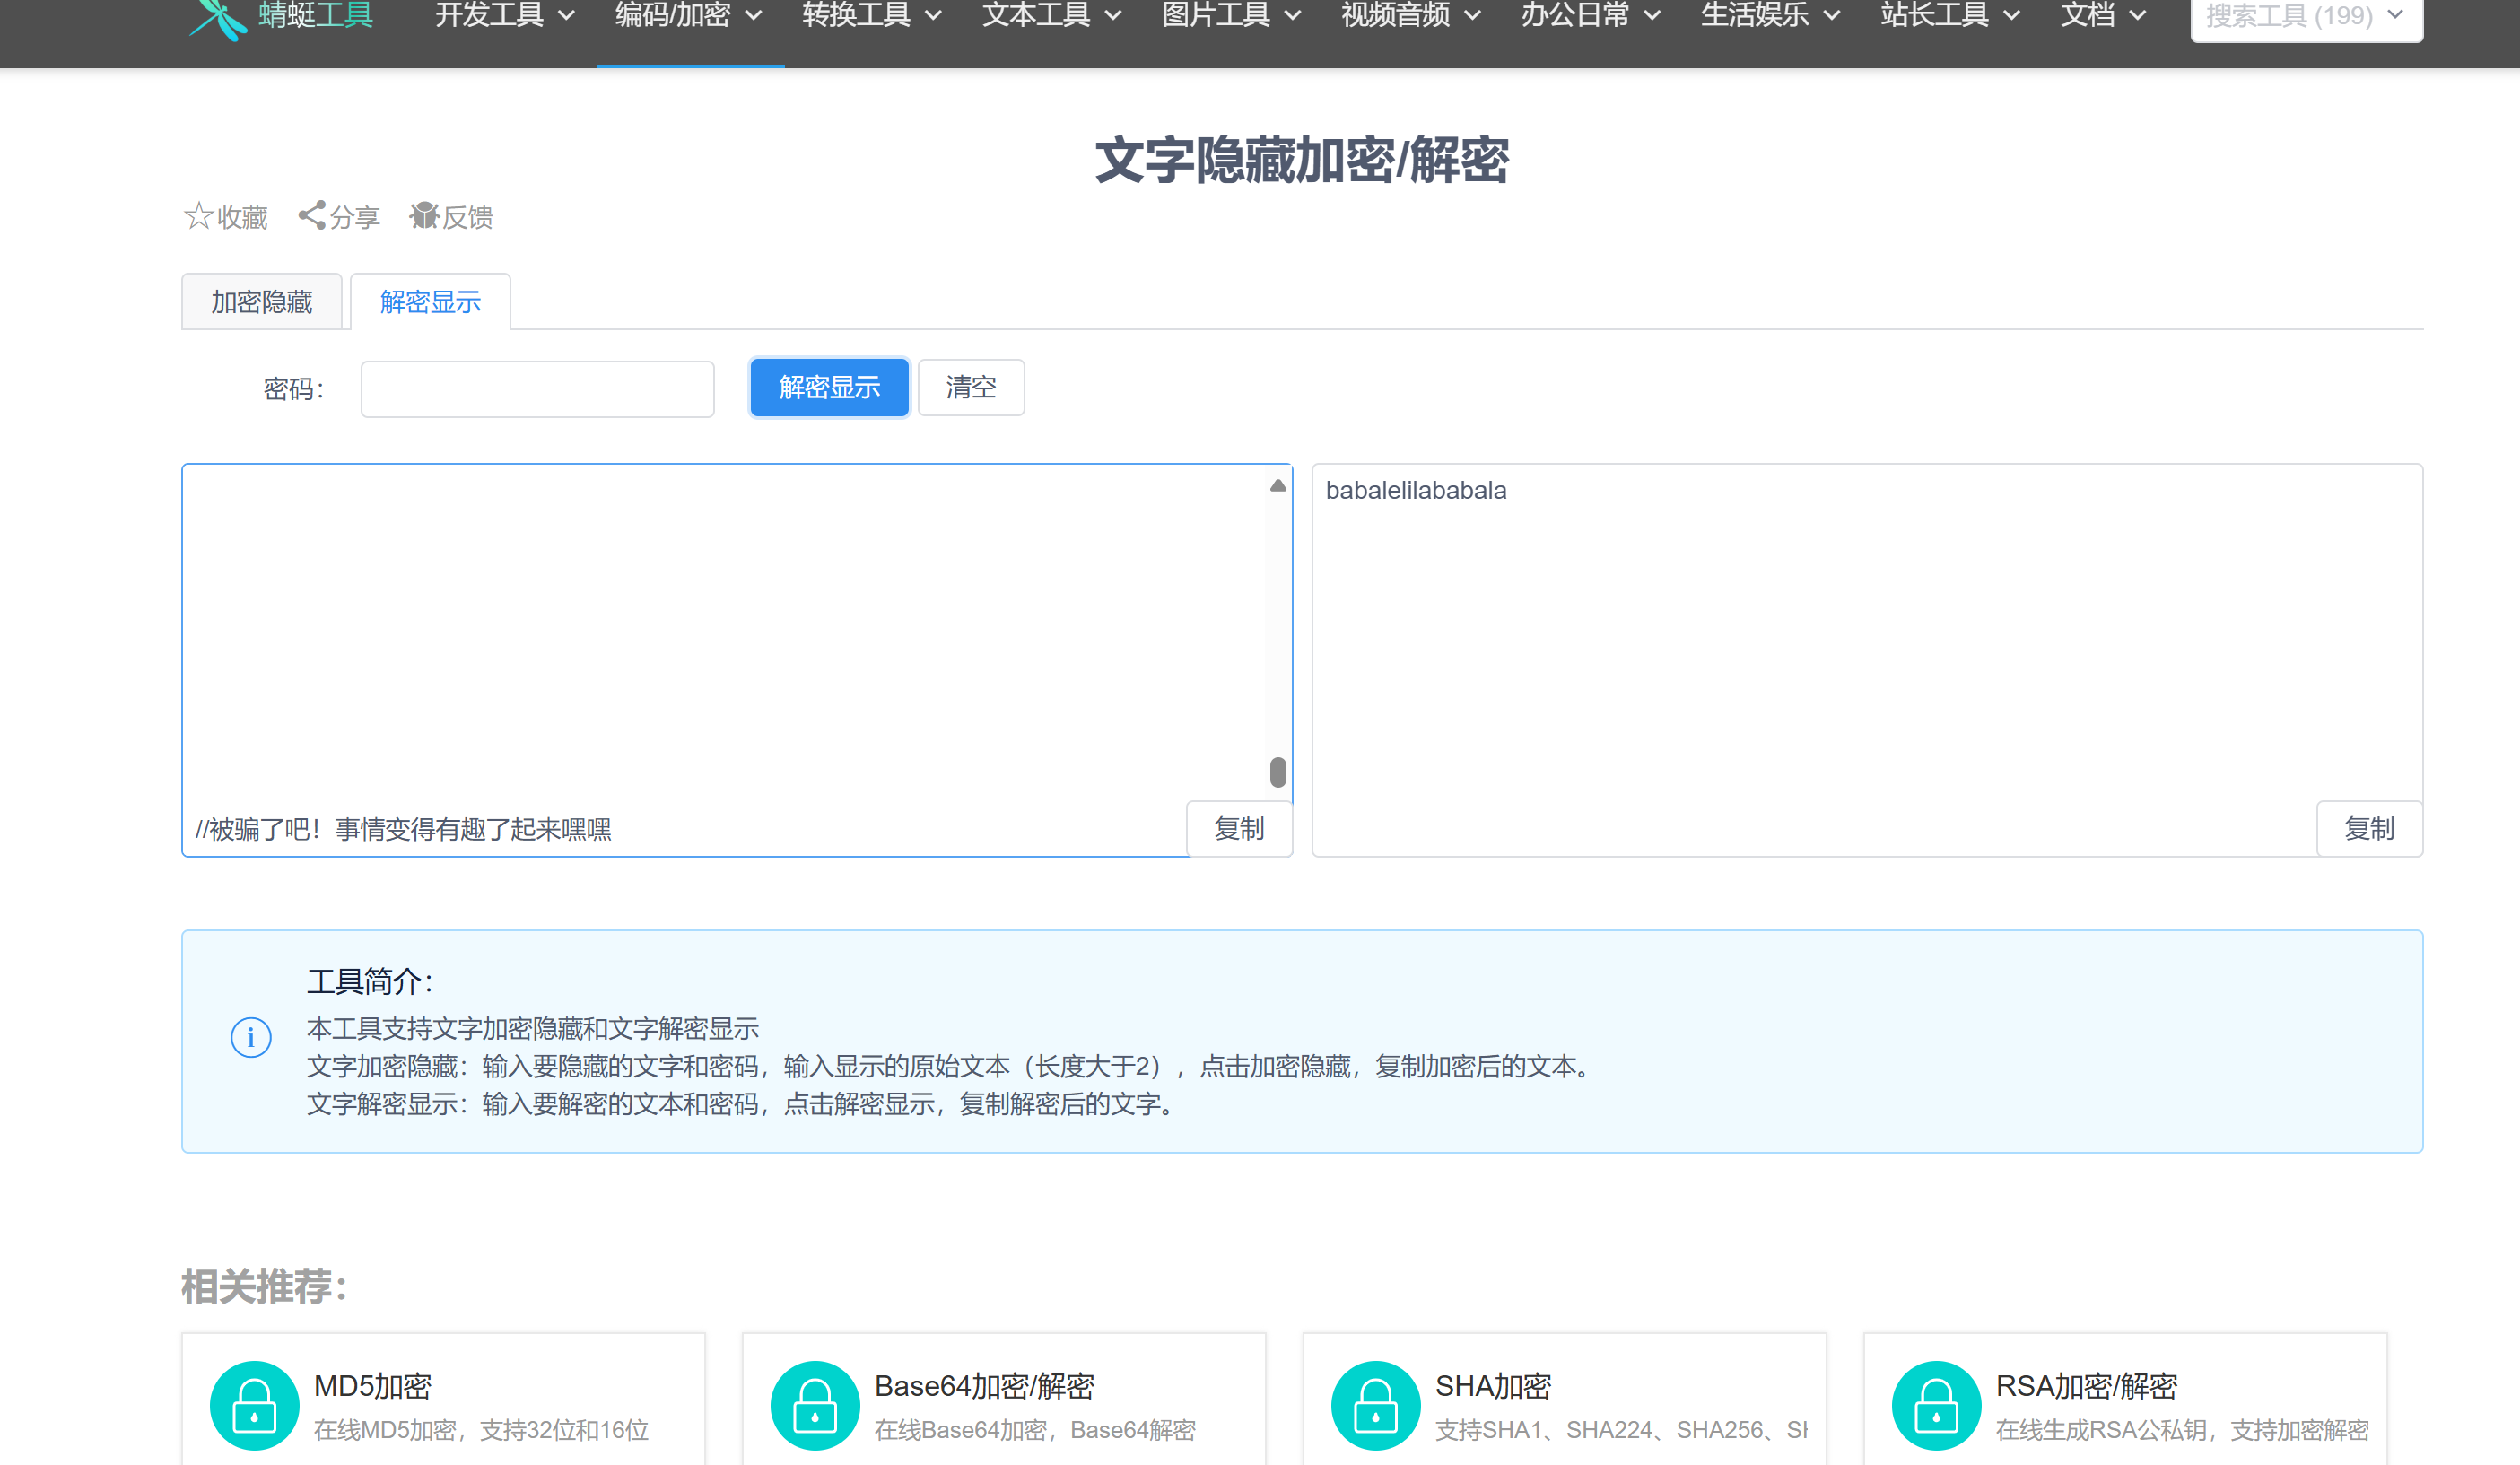 蜻蜓工具 开发工具 编码/加密 转换工具 文本工具 图片工具 视频音频 办公日常 生活娱乐 站长工具 文档 搜索工具 (199)
文字隐藏加密/解密
收藏 分享 反馈
加密隐藏 解密显示
密码: 解密显示 清空
babalelilababala
//被骗了吧！事情变得有趣了起来嘿嘿
复制 复制
工具简介：
本工具支持文字加密隐藏和文字解密显示
文字加密隐藏：输入要隐藏的文字和密码，输入显示的原始文本（长度大于2），点击加密隐藏，复制加密后的文本。
文字解密显示：输入要解密的文本和密码，点击解密显示，复制解密后的文字。
相关推荐：
MD5加密
在线MD5加密，支持32位和16位
Base64加密/解密
在线Base64加密，Base64解密
SHA加密
支持SHA1、SHA224、SHA256、SH
RSA加密/解密
在线生成RSA公私钥，支持加密解密